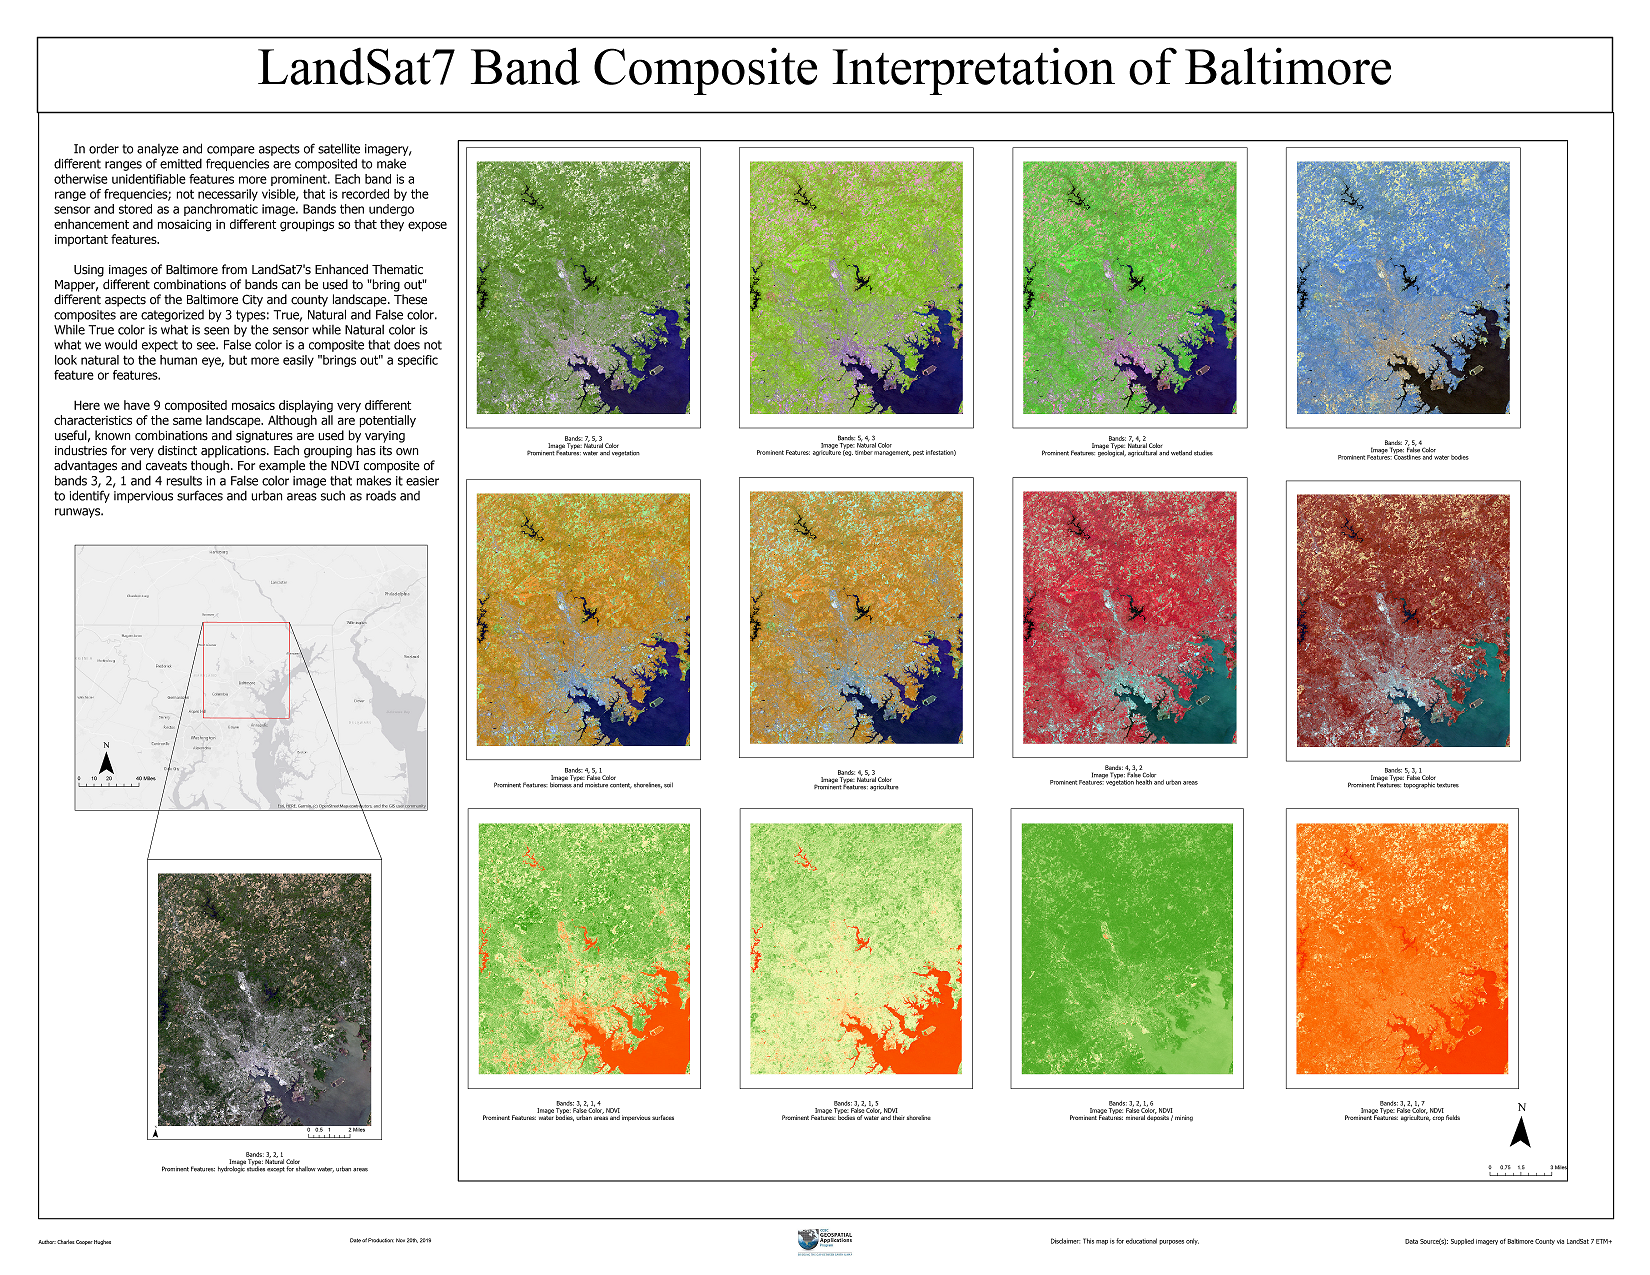 LandSat7 Band Composite Interpretation of Baltimore
In order to analyze and compare aspects of satellite imagery,
different ranges of emitted frequencies are composited to make
otherwise unidentifiable features more prominent. Each band is a
range of frequencies; not necessarily visible, that is recorded by the
sensor and stored as a panchromatic image. Bands then undergo
enhancement and mosaicing in different groupings so that they expose
important features.
Using images of Baltimore from LandSat7's Enhanced Thematic
Mapper, different combinations of bands can be used to "bring out"
different aspects of the Baltimore City and county landscape. These
composites are categorized by 3 types: True, Natural and False color.
While True color is what is seen by the sensor while Natural color is
what we would expect to see. False color is a composite that does not
look natural to the human eye, but more easily "brings out" a specific
feature or features.
Here we have 9 composited mosaics displaying very different
characteristics of the same landscape. Although all are potentially
useful, known combinations and signatures are used by varying
industries for very distinct applications. Each grouping has its own
advantages and caveats though. For example the NDVI composite of
bands 3, 2, 1 and 4 results in a False color image that makes it easier
to identify impervious surfaces and urban areas such as roads and
runways.
Harrisburg
Lancaster
Philadelphia
Wilmington
Hagerstown
Frederick
Baltimore
Columbia
Washington
Alexandria
Annapolis
Dover
N
0 10 20 40 Miles
0 0.5 1 2 Miles
Bands: 3, 2, 1
Image Type: Natural Color
Prominent Features: hydrologic studies except for shallow water, urban areas
Bands: 7, 5, 3
Image Type: Natural Color
Prominent Features: water and vegetation
Bands: 5, 4, 3
Image Type: Natural Color
Prominent Features: agriculture (eg. timber management, pest infestation)
Bands: 7, 4, 2
Image Type: Natural Color
Prominent Features: geological, agricultural and wetland studies
Bands: 7, 5, 4
Image Type: False Color
Prominent Features: Coastlines and water bodies
Bands: 4, 5, 1
Image Type: False Color
Prominent Features: biomass and moisture content, shorelines, soil
Bands: 4, 5, 3
Image Type: Natural Color
Prominent Features: agriculture
Bands: 4, 3, 2
Image Type: False Color
Prominent Features: vegetation health and urban areas
Bands: 5, 3, 1
Image Type: False Color
Prominent Features: topographic textures
Bands: 3, 2, 1, 4
Image Type: False Color, NDVI
Prominent Features: water bodies, urban areas and impervious surfaces
Bands: 3, 2, 1, 5
Image Type: False Color, NDVI
Prominent Features: bodies of water and their shoreline
Bands: 3, 2, 1, 6
Image Type: False Color, NDVI
Prominent Features: mineral deposits / mining
Bands: 3, 2, 1, 7
Image Type: False Color, NDVI
Prominent Features: agriculture, crop fields
N
0 0.75 1.5 3 Miles
Author: Charles Cooper Hughes
Date of Production: Nov 20th, 2019
GEOSPATIAL
Applications
Program
Disclaimer: This map is for educational purposes only.
Data Source(s): Supplied imagery of Baltimore County via LandSat 7 ETM+